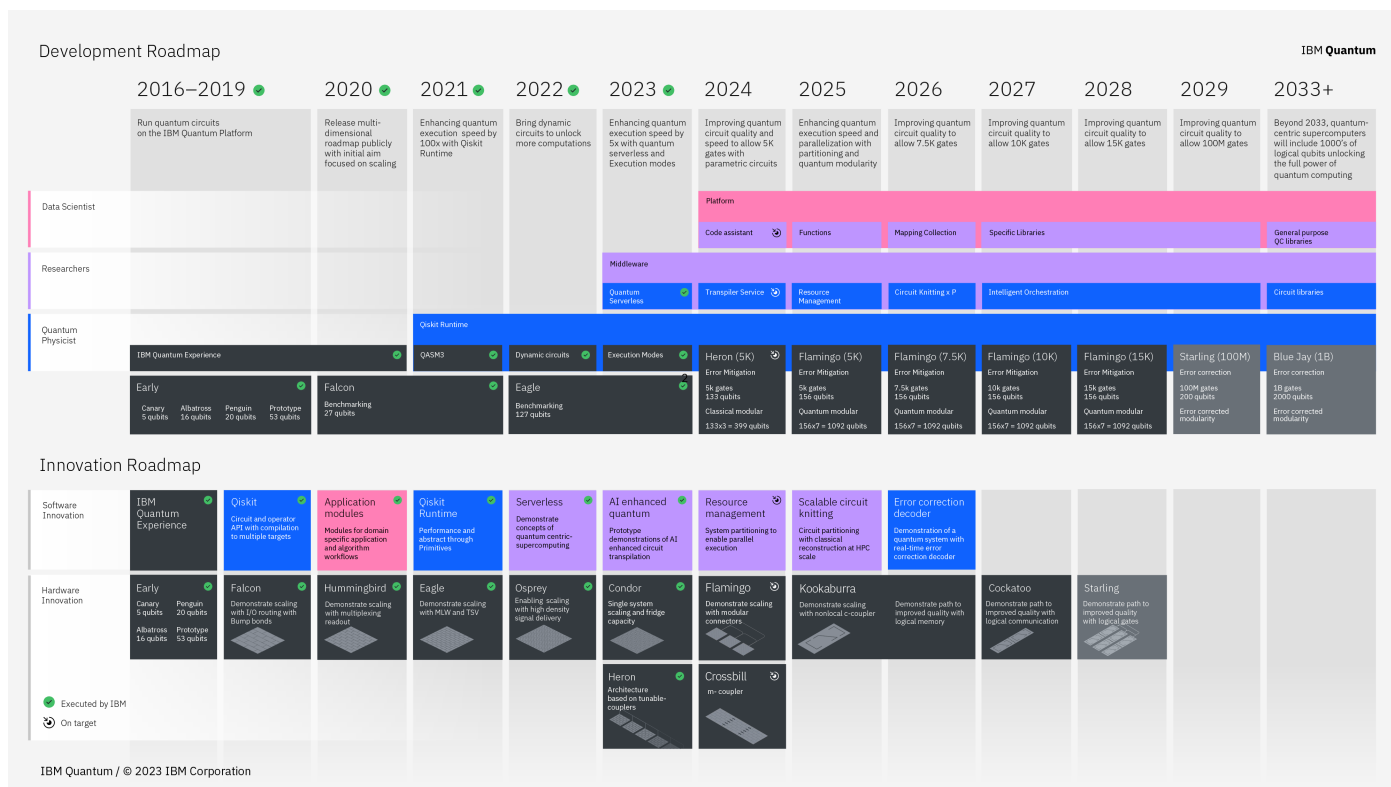 Development Roadmap
IBM Quantum
2016–2019
2020
2021
2022
2023
2024
2025
2026
2027
2028
2029
2033+
Run quantum circuits
on the IBM Quantum Platform
Release multi-
dimensional
roadmap publicly
with initial aim
focused on scaling
Enhancing quantum
execution speed by
100x with Qiskit
Runtime
Bring dynamic
circuits to unlock
more computations
Enhancing quantum
execution speed by
5x with quantum
serverless and
Execution modes
Improving quantum
circuit quality and
speed to allow 5K
gates with
parametric circuits
Enhancing quantum
execution speed and
parallelization with
partitioning and
quantum modularity
Improving quantum
circuit quality to
allow 7.5K gates
Improving quantum
circuit quality to
allow 10K gates
Improving quantum
circuit quality to
allow 15K gates
Improving quantum
circuit quality to
allow 100M gates
Beyond 2033, quantum-
centric supercomputers
will include 1000's of
logical qubits unlocking
the full power of
quantum computing
Data Scientist
Platform
Code assistant
Functions
Mapping Collection
Specific Libraries
General purpose
QC libraries
Researchers
Middleware
Quantum
Serverless
Transpiler Service
Resource
Management
Circuit Knitting x P
Intelligent Orchestration
Circuit libraries
Quantum
Physicist
Qiskit Runtime
IBM Quantum Experience
QASM3
Dynamic circuits
Execution Modes
Early
Canary
5 qubits
Albatross
16 qubits
Penguin
20 qubits
Prototype
53 qubits
Falcon
Benchmarking
27 qubits
Eagle
Benchmarking
127 qubits
?
Heron (5K)
Error Mitigation
5k gates
133 qubits
Classical modular
133x3 = 399 qubits
Flamingo (5K)
Error Mitigation
5k gates
156 qubits
Quantum modular
156x7 = 1092 qubits
Flamingo (7.5K)
Error Mitigation
7.5k gates
156 qubits
Quantum modular
156x7 = 1092 qubits
Flamingo (10K)
Error Mitigation
10k gates
156 qubits
Quantum modular
156x7 = 1092 qubits
Flamingo (15K)
Error Mitigation
15k gates
156 qubits
Quantum modular
156x7 = 1092 qubits
Starling (100M)
Error correction
100M gates
200 qubits
Error corrected
modularity
Blue Jay (1B)
Error correction
1B gates
2000 qubits
Error corrected
modularity
Innovation Roadmap
Software
Innovation
IBM
Quantum
Experience
Qiskit
Circuit and operator
API with compilation
to multiple targets
Application
modules
Modules for domain
specific application
and algorithm
workflows
Qiskit
Runtime
Performance and
abstract through
Primitives
Serverless
Demonstrate
concepts of
quantum centric-
supercomputing
AI enhanced
quantum
Prototype
demonstrations of AI
enhanced circuit
transpilation
Resource
management
System partitioning to
enable parallel
execution
Scalable circuit
knitting
Circuit partitioning
with classical
reconstruction at HPC
scale
Error correction
decoder
Demonstration of a
quantum system with
real-time error
correction decoder
Hardware
Innovation
Early
Canary
5 qubits
Penguin
20 qubits
Albatross
16 qubits
Prototype
53 qubits
Falcon
Demonstrate scaling
with I/O routing with
Bump bonds
Hummingbird
Demonstrate scaling
with multiplexing
readout
Eagle
Demonstrate scaling
with MLW and TSV
Osprey
Enabling scaling
with high density
signal delivery
Condor
Single system
scaling and fridge
capacity
Flamingo
Demonstrate scaling
with modular
connectors
Kookaburra
Demonstrate scaling
with nonlocal c-coupler
Demonstrate path to
improved quality with
logical memory
Cockatoo
Demonstrate path to
improved quality with
logical communication
Starling
Demonstrate path to
improved quality
with logical gates
Heron
Architecture
based on tunable-
couplers
Crossbill
m- coupler
Executed by IBM
On target
IBM Quantum / © 2023 IBM Corporation